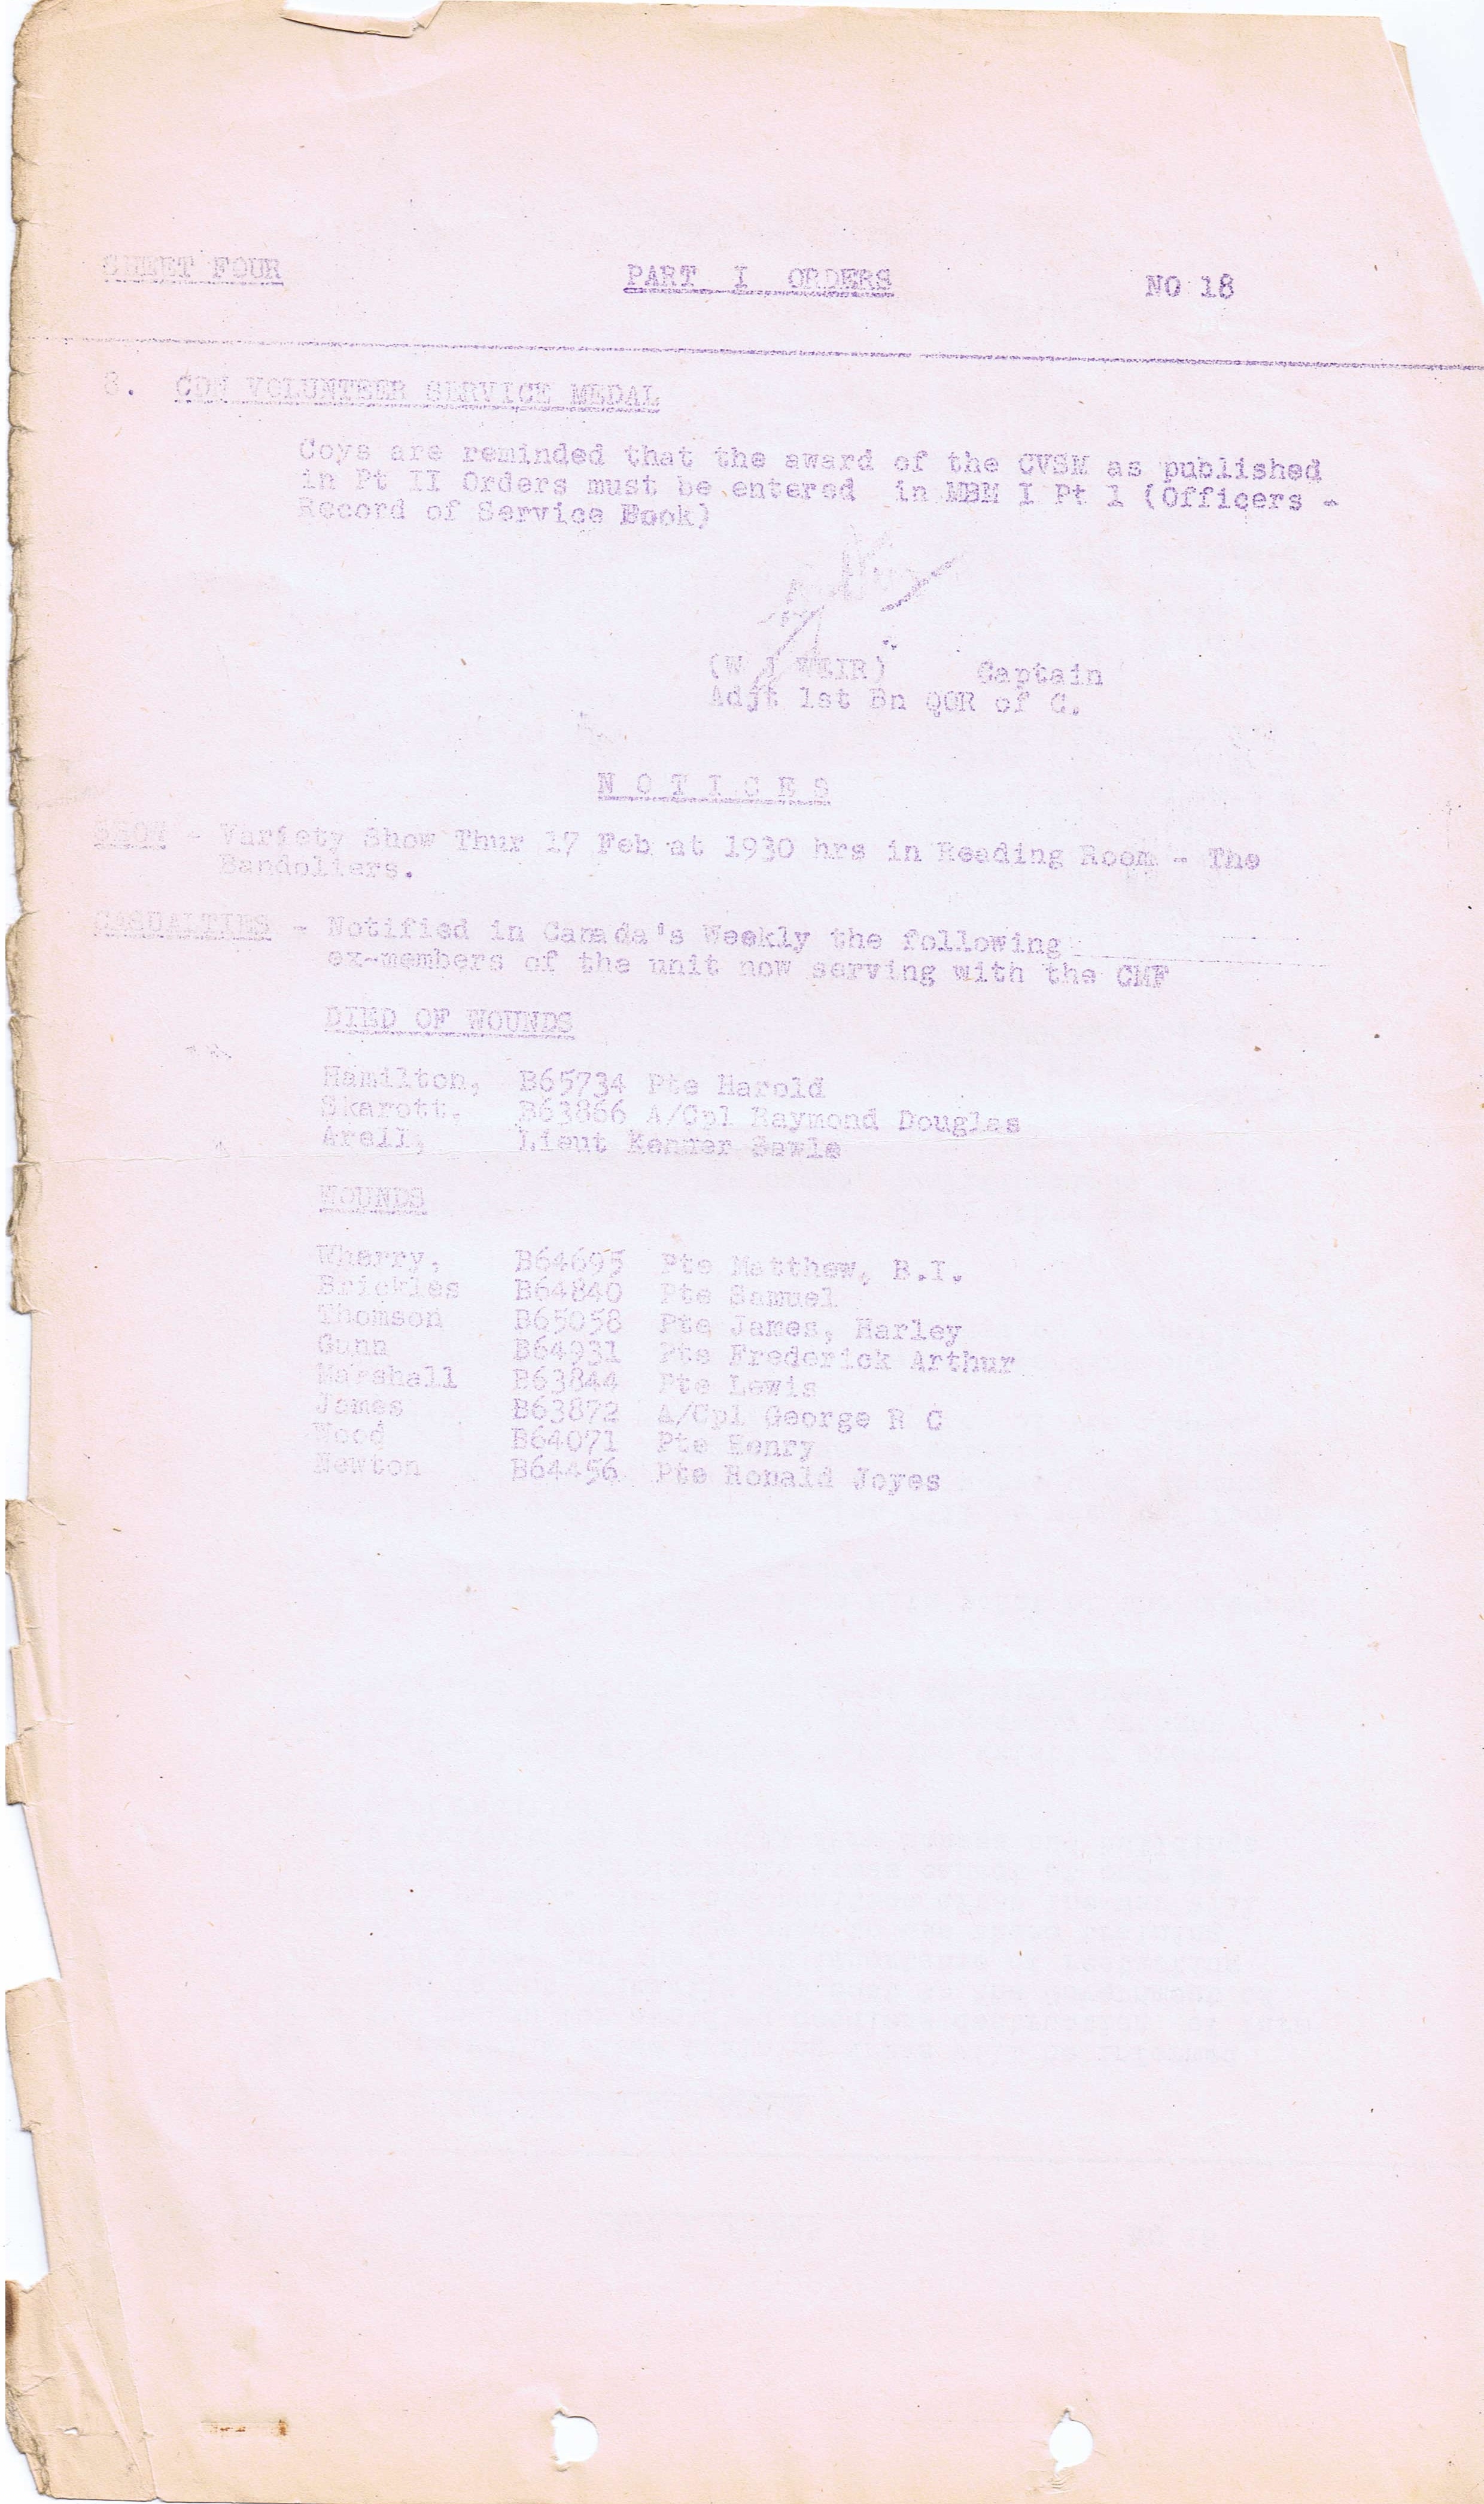 SHEET FOUR PART I ORDERS NO 18
8. CDN VOLUNTEER SERVICE MEDAL
Coys are reminded that the award of the CVSM as published
in Pt II Orders must be entered in MBM I Pt 1 (Officers -
Record of Service Book)
(W J WEIR) Captain
Adjt 1st Bn QOR of C.
N O T I C E S
SHOW - Variety Show Thur 17 Feb at 1930 hrs in Reading Room - The
Bandoliers.
CASUALTIES - Notified in Canada's Weekly the following
ex-members of the unit now serving with the CMF
DIED OF WOUNDS
Hamilton, B65734 Pte Harold
Skarott, B63866 A/Cpl Raymond Douglas
Arell, Lieut Kenner Sawle
WOUNDS
Wherry, B64695 Pte Matthew, B.I.
Brickles B64840 Pte Samuel
Thomson B65058 Pte James, Harley
Gunn B64931 Pte Frederick Arthur
Marshall B63844 Pte Lewis
James B63872 A/Cpl George R C
Wood B64071 Pte Henry
Newton B64456 Pte Ronald Joyes